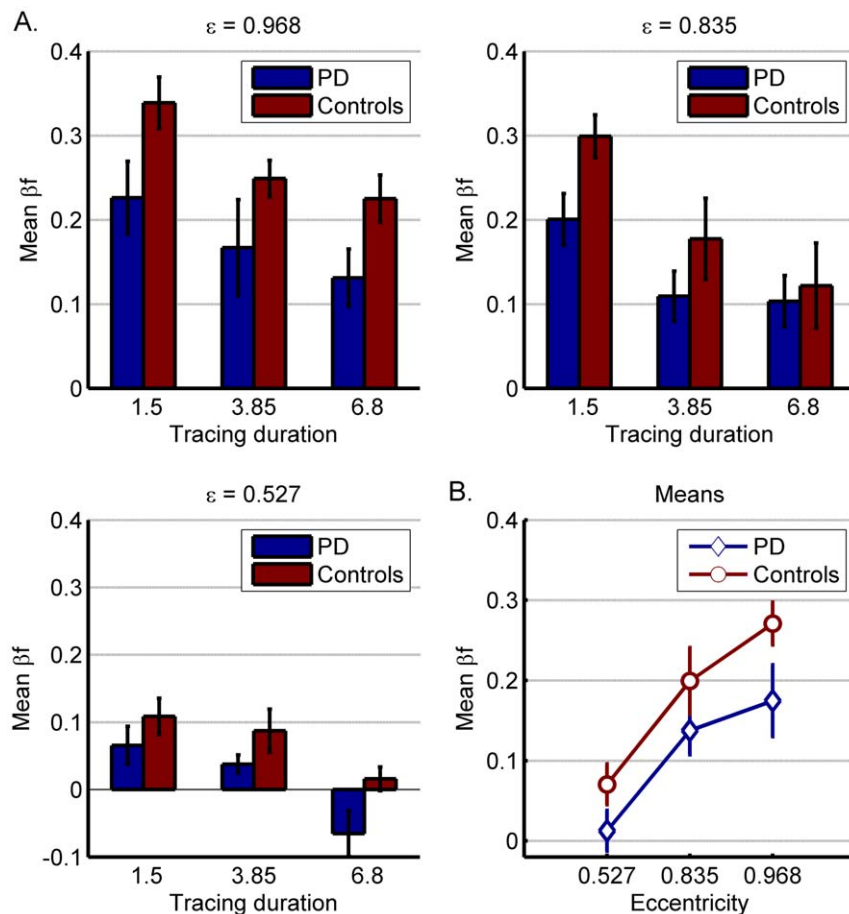 A.
ε = 0.968
0.4
0.3
0.2
0.1
0
Mean βf
PD
Controls
1.5 3.85 6.8
Tracing duration
ε = 0.835
0.4
0.3
0.2
0.1
0
Mean βf
PD
Controls
1.5 3.85 6.8
Tracing duration
ε = 0.527
0.4
0.3
0.2
0.1
0
-0.1
Mean βf
PD
Controls
1.5 3.85 6.8
Tracing duration
B.
Means
0.4
0.3
0.2
0.1
0
Mean βf
PD
Controls
0.527 0.835 0.968
Eccentricity